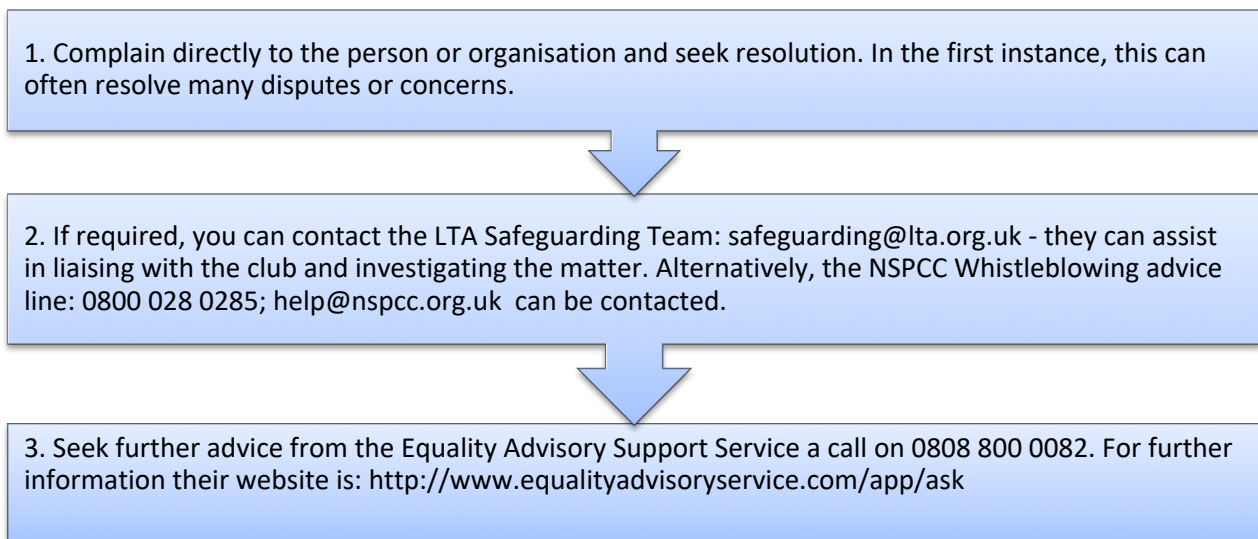 1. Complain directly to the person or organisation and seek resolution. In the first instance, this can
often resolve many disputes or concerns.
2. If required, you can contact the LTA Safeguarding Team: safeguarding@lta.org.uk - they can assist
in liaising with the club and investigating the matter. Alternatively, the NSPCC Whistleblowing advice
line: 0800 028 0285; help@nspcc.org.uk  can be contacted.
3. Seek further advice from the Equality Advisory Support Service a call on 0808 800 0082. For further
information their website is: http://www.equalityadvisoryservice.com/app/ask